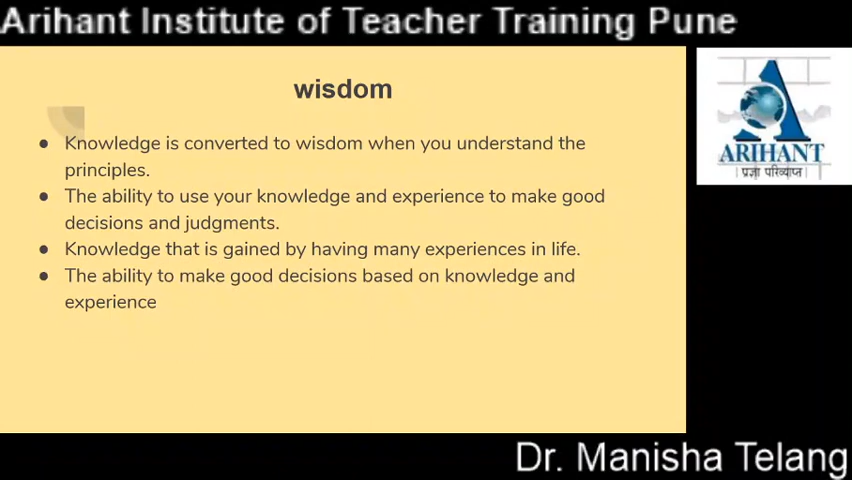 Arihant Institute of Teacher Training Pune
wisdom
● Knowledge is converted to wisdom when you understand the
principles.
● The ability to use your knowledge and experience to make good
decisions and judgments.
● Knowledge that is gained by having many experiences in life.
● The ability to make good decisions based on knowledge and
experience
ARIHANT
| प्रज्ञा परिव्याप्त |
Dr. Manisha Telang